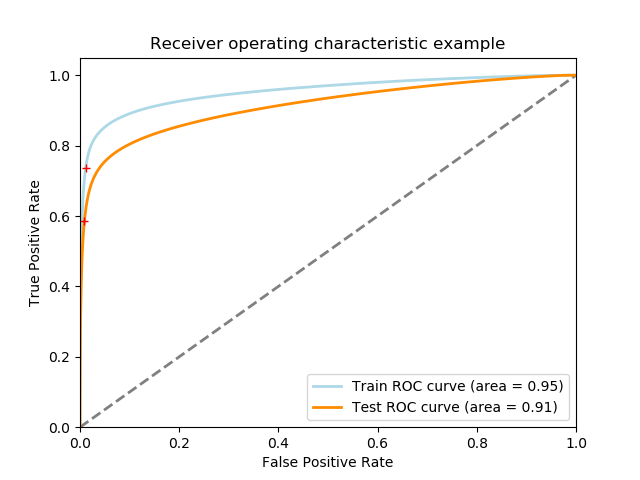 Receiver operating characteristic example
True Positive Rate
1.0
0.8
0.6
0.4
0.2
0.0
Train ROC curve (area = 0.95)
Test ROC curve (area = 0.91)
0.0 0.2 0.4 0.6 0.8 1.0
False Positive Rate